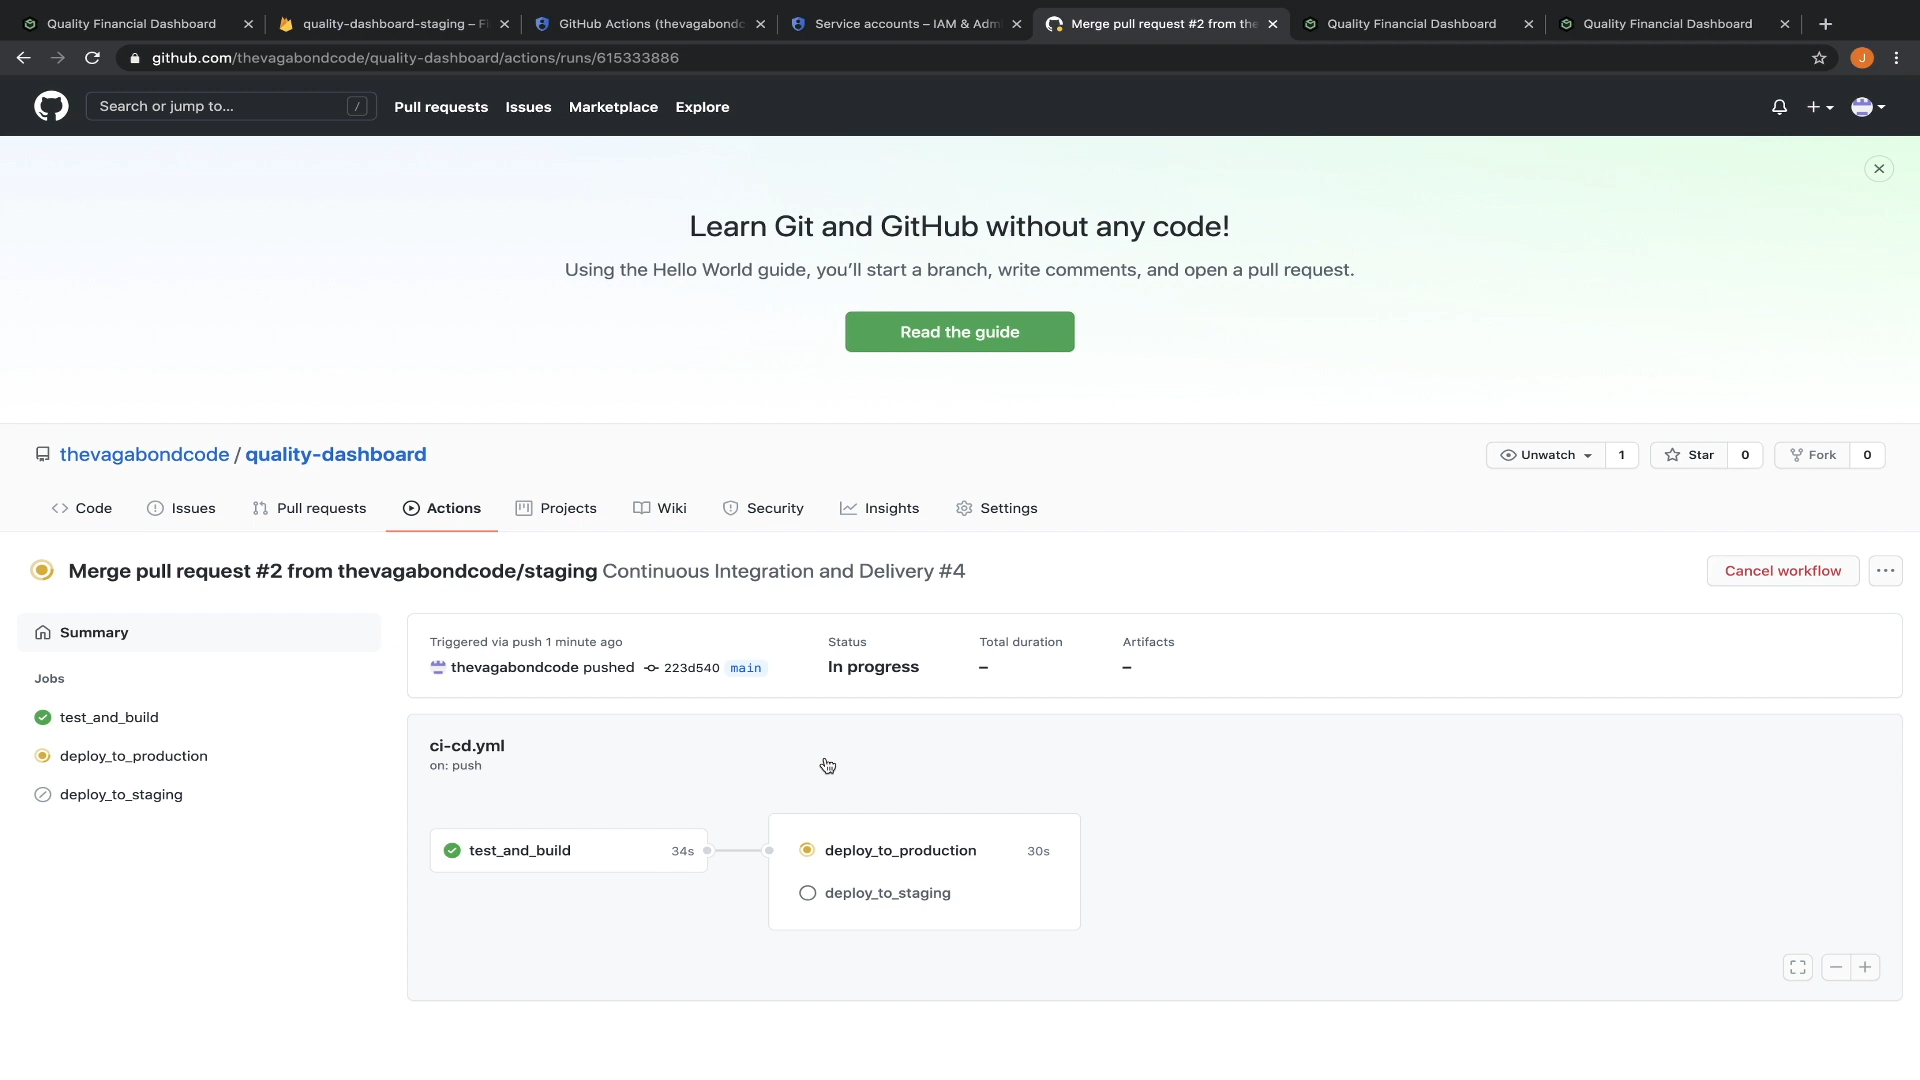 Quality Financial Dashboard
quality-dashboard-staging – Fi
GitHub Actions (thevagabondc
Service accounts – IAM & Adm
Merge pull request #2 from the
Quality Financial Dashboard
Quality Financial Dashboard
github.com/thevagabondcode/quality-dashboard/actions/runs/615333886
J
Search or jump to...
/
Pull requests
Issues
Marketplace
Explore
Learn Git and GitHub without any code!
Using the Hello World guide, you’ll start a branch, write comments, and open a pull request.
Read the guide
thevagabondcode / quality-dashboard
Unwatch
1
Star
0
Fork
0
Code
Issues
Pull requests
Actions
Projects
Wiki
Security
Insights
Settings
Merge pull request #2 from thevagabondcode/staging Continuous Integration and Delivery #4
Cancel workflow
Summary
Jobs
test_and_build
deploy_to_production
deploy_to_staging
Triggered via push 1 minute ago
thevagabondcode pushed 223d540 main
Status
In progress
Total duration
–
Artifacts
–
ci-cd.yml
on: push
test_and_build
34s
deploy_to_production
30s
deploy_to_staging